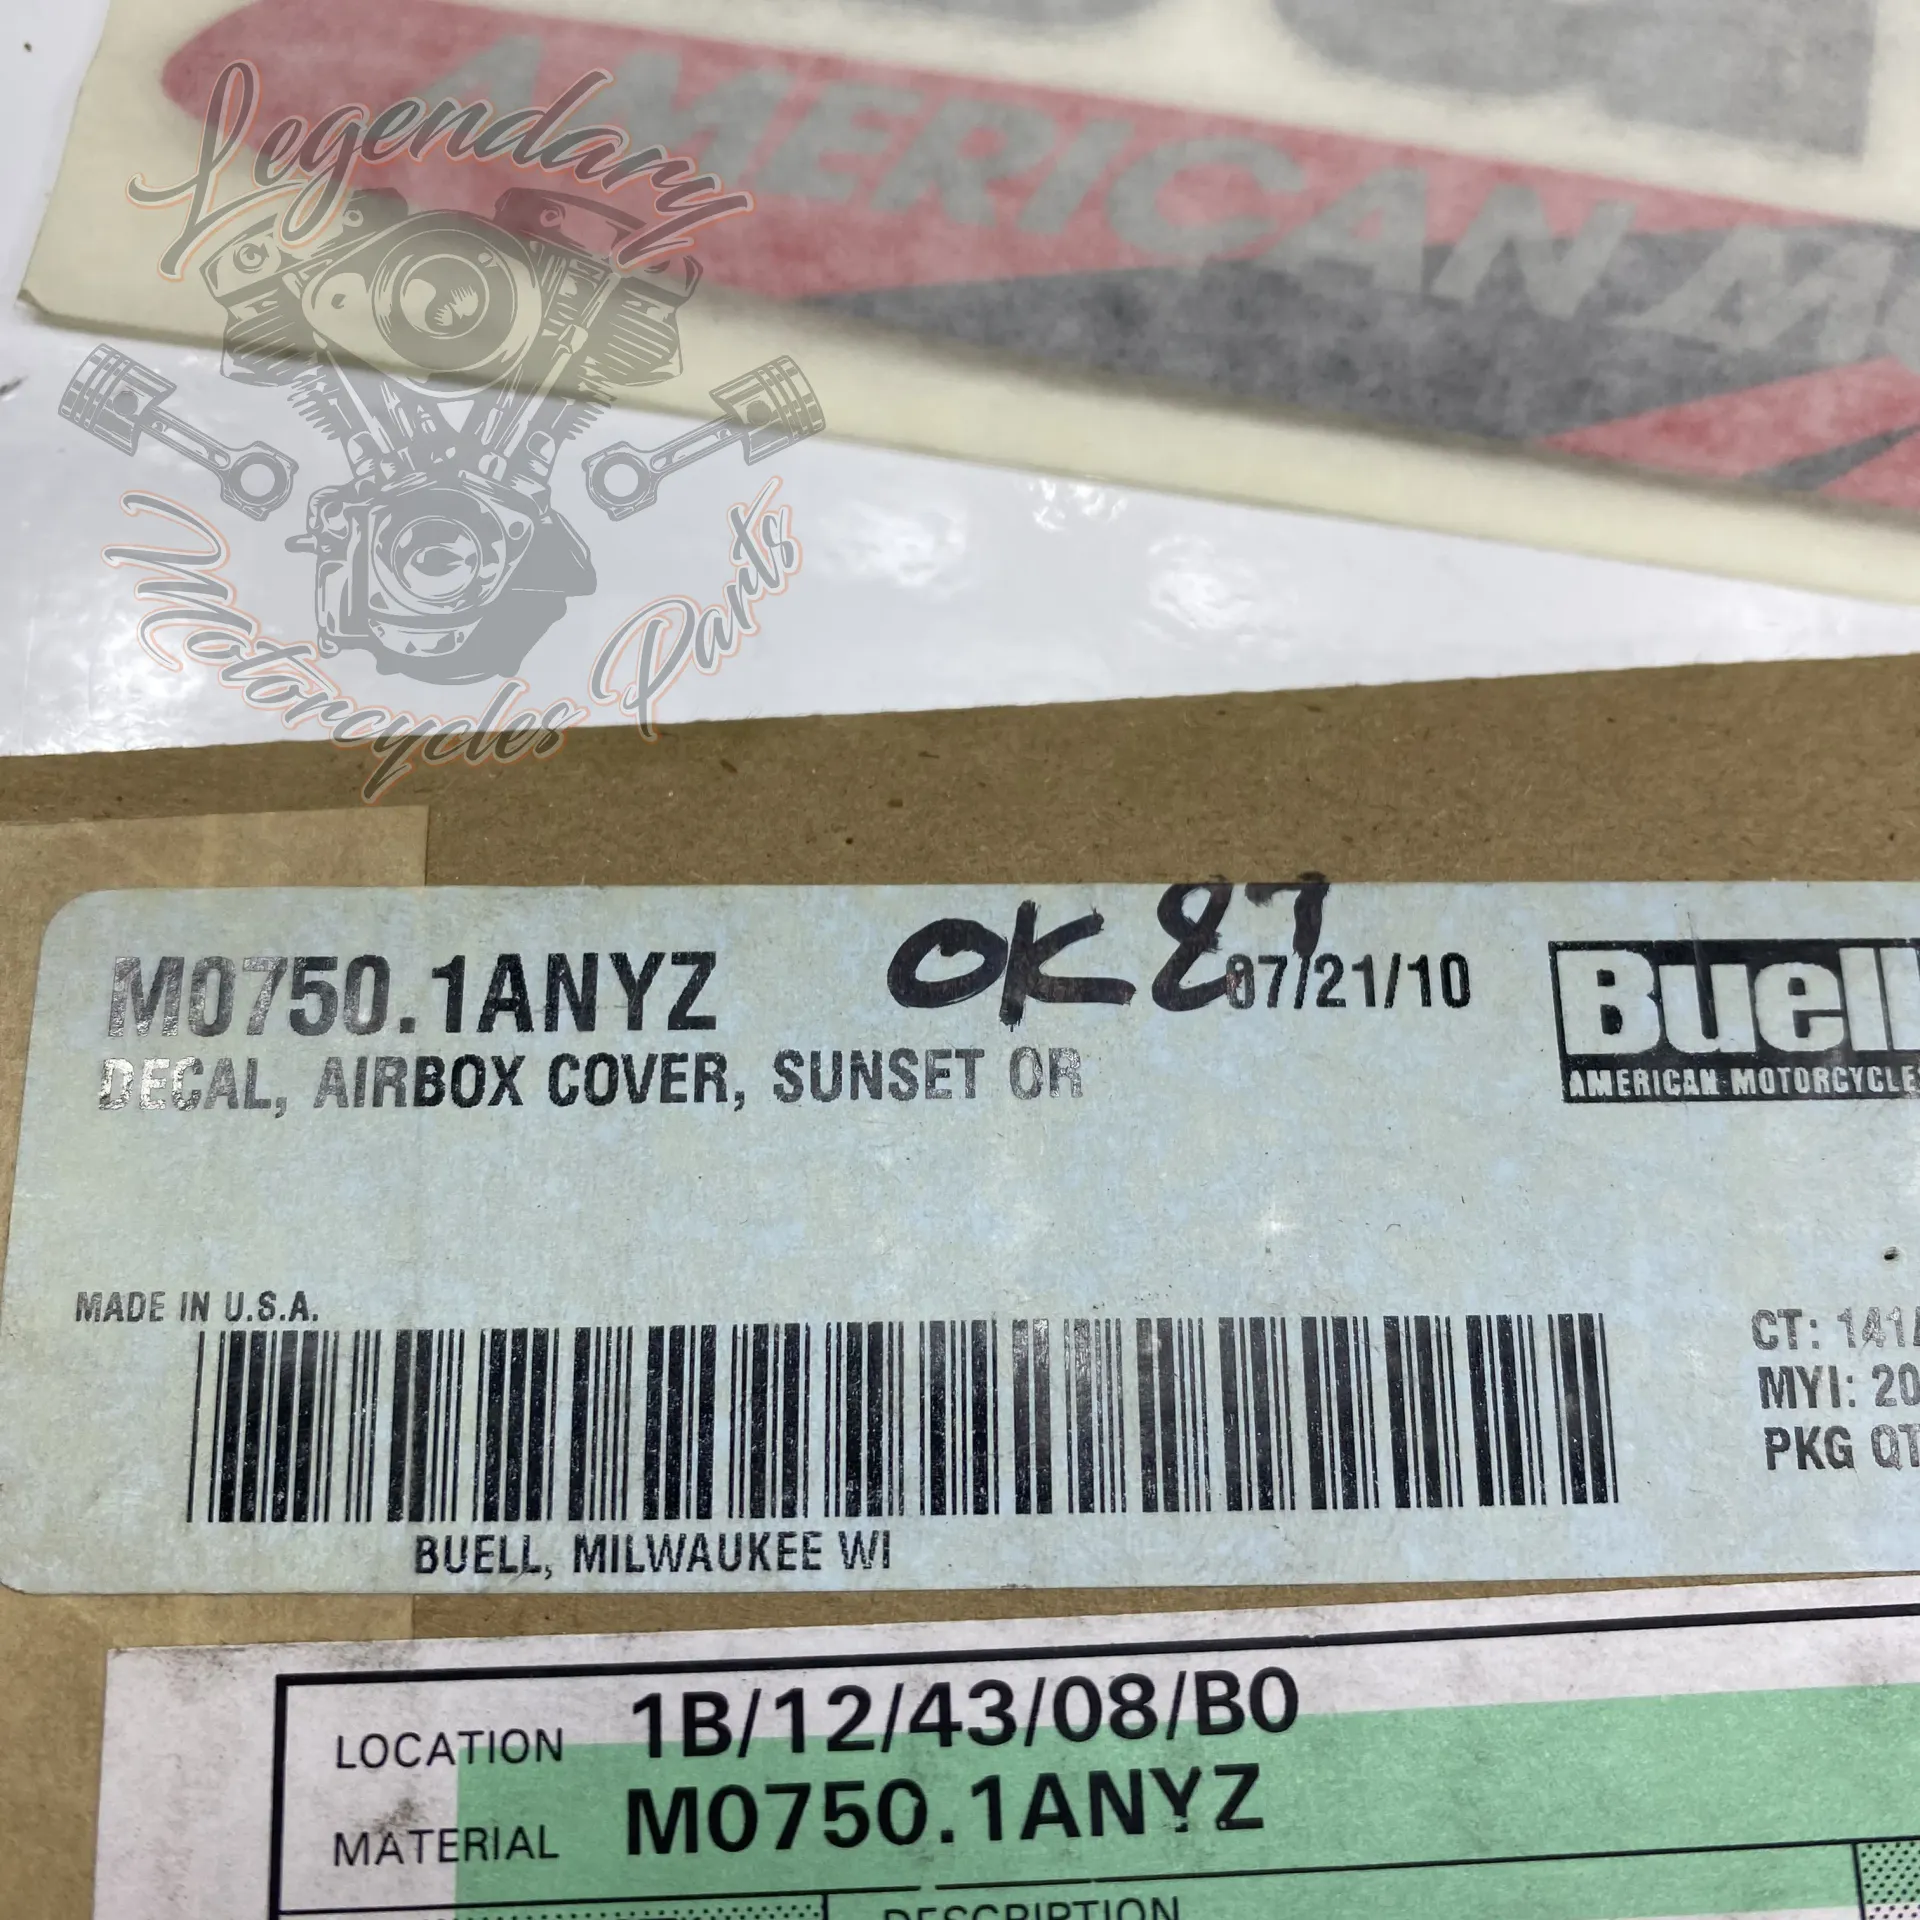 AMERICAN
Legendary
Motorcycles Parts
M0750.1ANYZ
OK 87
07/21/10
Buell
DECAL, AIRBOX COVER, SUNSET OR
AMERICAN MOTORCYCLES
MADE IN U.S.A.
CT: 141
MYI: 20
PKG QT
BUELL, MILWAUKEE WI
LOCATION 1B/12/43/08/B0
MATERIAL M0750.1ANYZ
DESCRIPTION